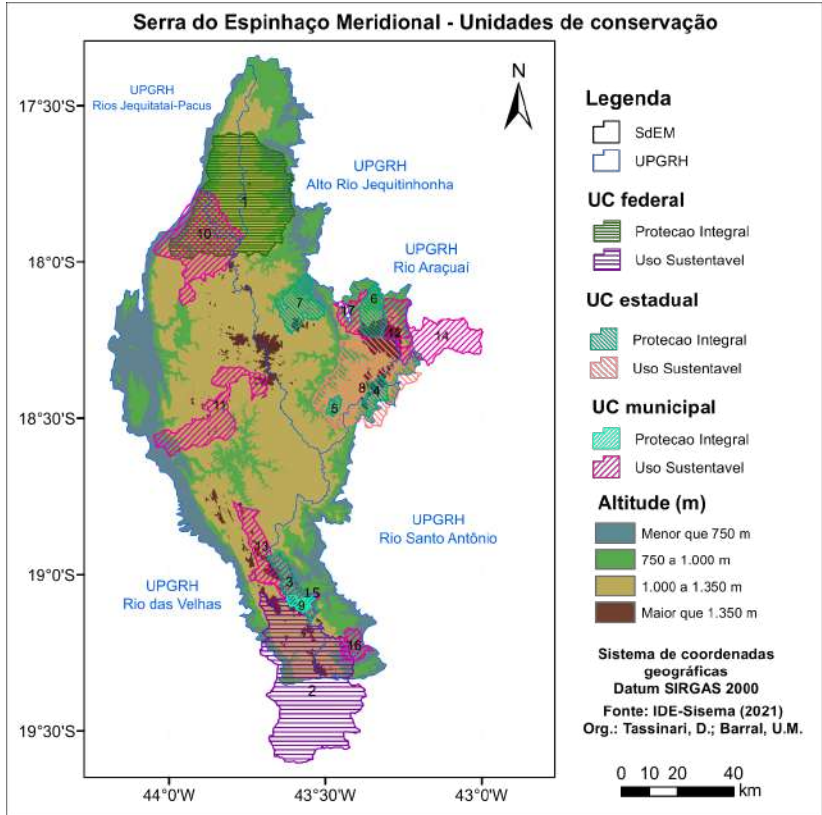 Serra do Espinhaço Meridional - Unidades de conservação
17°30'S
18°0'S
18°30'S
19°0'S
19°30'S
44°0'W
43°30'W
43°0'W
UPGRH
Rios Jequitataí-Pacus
UPGRH
Alto Rio Jequitinhonha
UPGRH
Rio Araçuaí
UPGRH
Rio Santo Antônio
UPGRH
Rio das Velhas
1
10
7
6
17
12
14
8
4
5
11
13
3
15
9
16
2
N
Legenda
SdEM
UPGRH
UC federal
Protecao Integral
Uso Sustentavel
UC estadual
Protecao Integral
Uso Sustentavel
UC municipal
Protecao Integral
Uso Sustentavel
Altitude (m)
Menor que 750 m
750 a 1.000 m
1.000 a 1.350 m
Maior que 1.350 m
Sistema de coordenadas
geográficas
Datum SIRGAS 2000
Fonte: IDE-Sisema (2021)
Org.: Tassinari, D.; Barral, U.M.
0 10 20 40
km